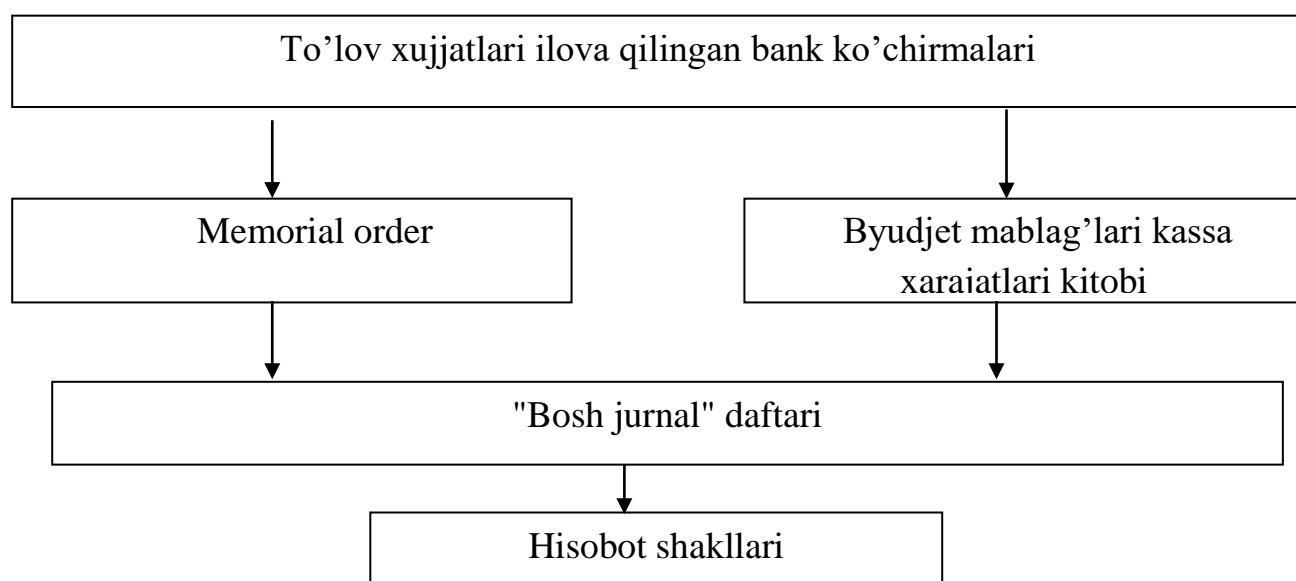 To’lov xujjatlari ilova qilingan bank ko’chirmalari
Memorial order
Byudjet mablag’lari kassa
xarajatlari kitobi
"Bosh jurnal" daftari
Hisobot shakllari